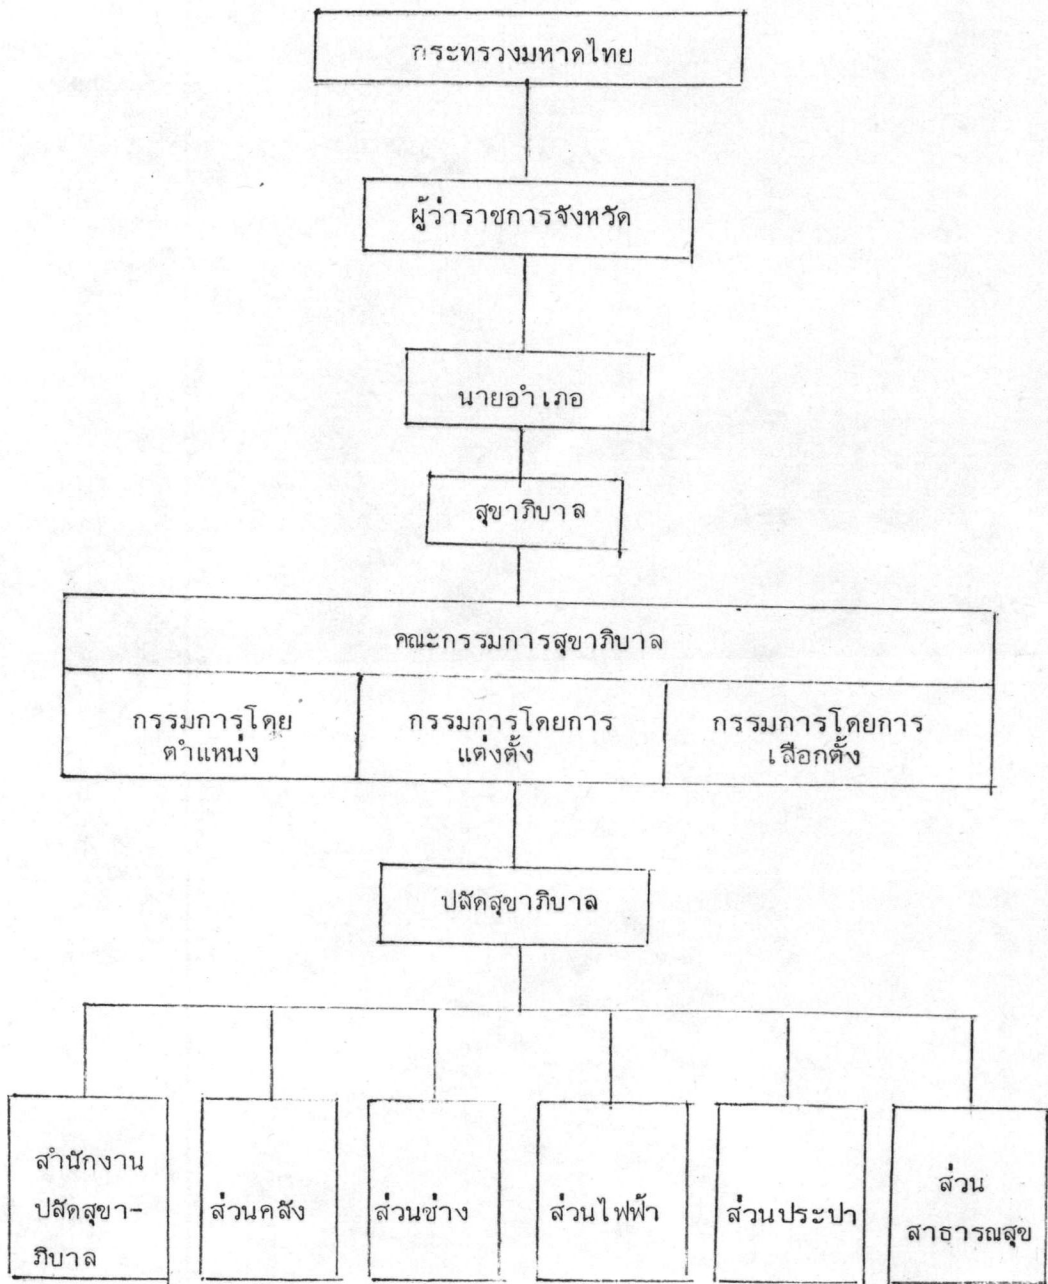 กระทรวงมหาดไทย
ผู้ว่าราชการจังหวัด
นายอำเภอ
สุขาภิบาล
คณะกรรมการสุขาภิบาล
กรรมการโดย
ตำแหน่ง
กรรมการโดยการ
แต่งตั้ง
กรรมการโดยการ
เลือกตั้ง
ปลัดสุขาภิบาล
สำนักงาน
ปลัดสุขา-
ภิบาล
ส่วนคลัง
ส่วนช่าง
ส่วนไฟฟ้า
ส่วนประปา
ส่วน
สาธารณสุข